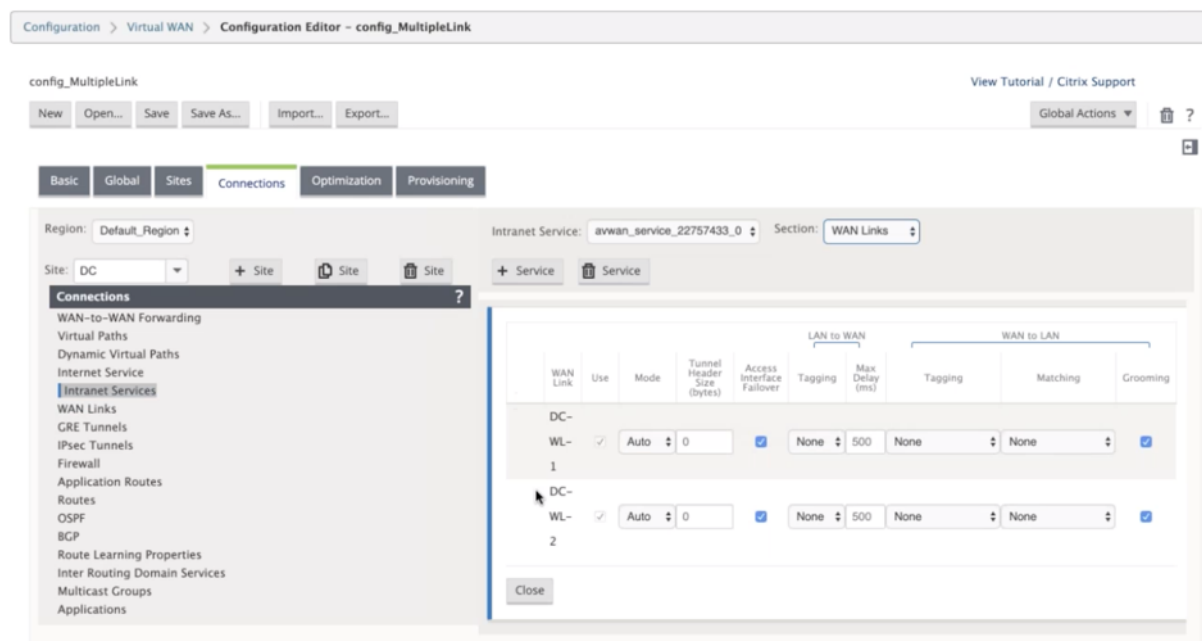 Configuration > Virtual WAN > Configuration Editor – config_MultipleLink
config_MultipleLink
View Tutorial / Citrix Support
New Open... Save Save As... Import... Export... Global Actions ?
Basic Global Sites Connections Optimization Provisioning
Region: Default_Region
Intranet Service: avwan_service_22757433_0 Section: WAN Links
Site: DC + Site Site Site
+ Service Service
Connections ?
WAN-to-WAN Forwarding
Virtual Paths
Dynamic Virtual Paths
Internet Service
Intranet Services
WAN Links
GRE Tunnels
IPsec Tunnels
Firewall
Application Routes
Routes
OSPF
BGP
Route Learning Properties
Inter Routing Domain Services
Multicast Groups
Applications
LAN to WAN WAN to LAN
WAN Link Use Mode Tunnel Header Size (bytes) Access Interface Failover Tagging Max Delay (ms) Tagging Matching Grooming
DC-
WL- Auto 0 None 500 None None
1
DC-
WL- Auto 0 None 500 None None
2
Close